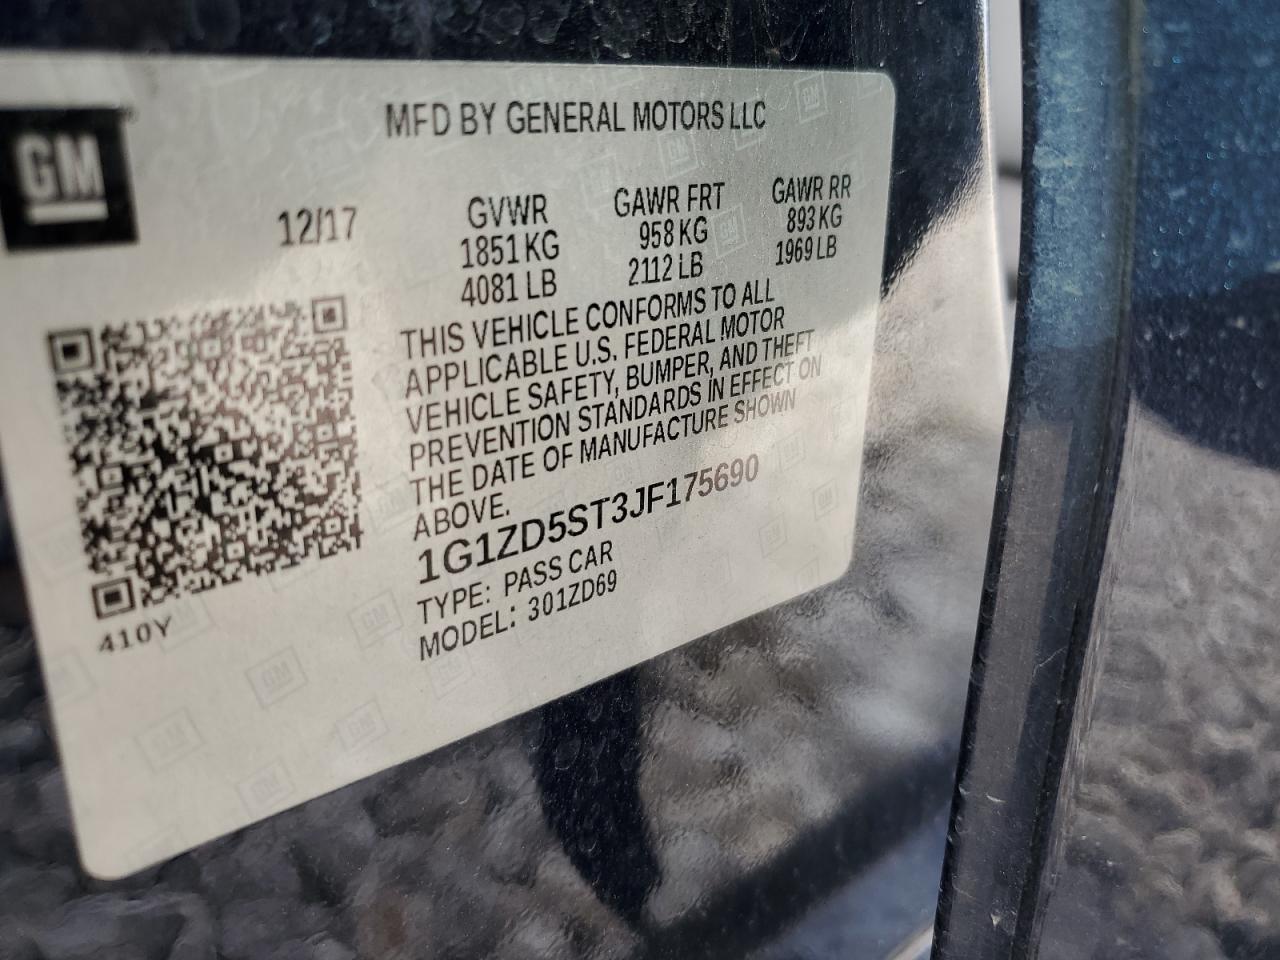 GM
MFD BY GENERAL MOTORS LLC
12/17
GVWR
1851 KG
4081 LB
GAWR FRT
958 KG
2112 LB
GAWR RR
893 KG
1969 LB
THIS VEHICLE CONFORMS TO ALL
APPLICABLE U.S. FEDERAL MOTOR
VEHICLE SAFETY, BUMPER, AND THEFT
PREVENTION STANDARDS IN EFFECT ON
THE DATE OF MANUFACTURE SHOWN
ABOVE.
1G1ZD5ST3JF175690
TYPE: PASS CAR
MODEL: 301ZD69
410Y